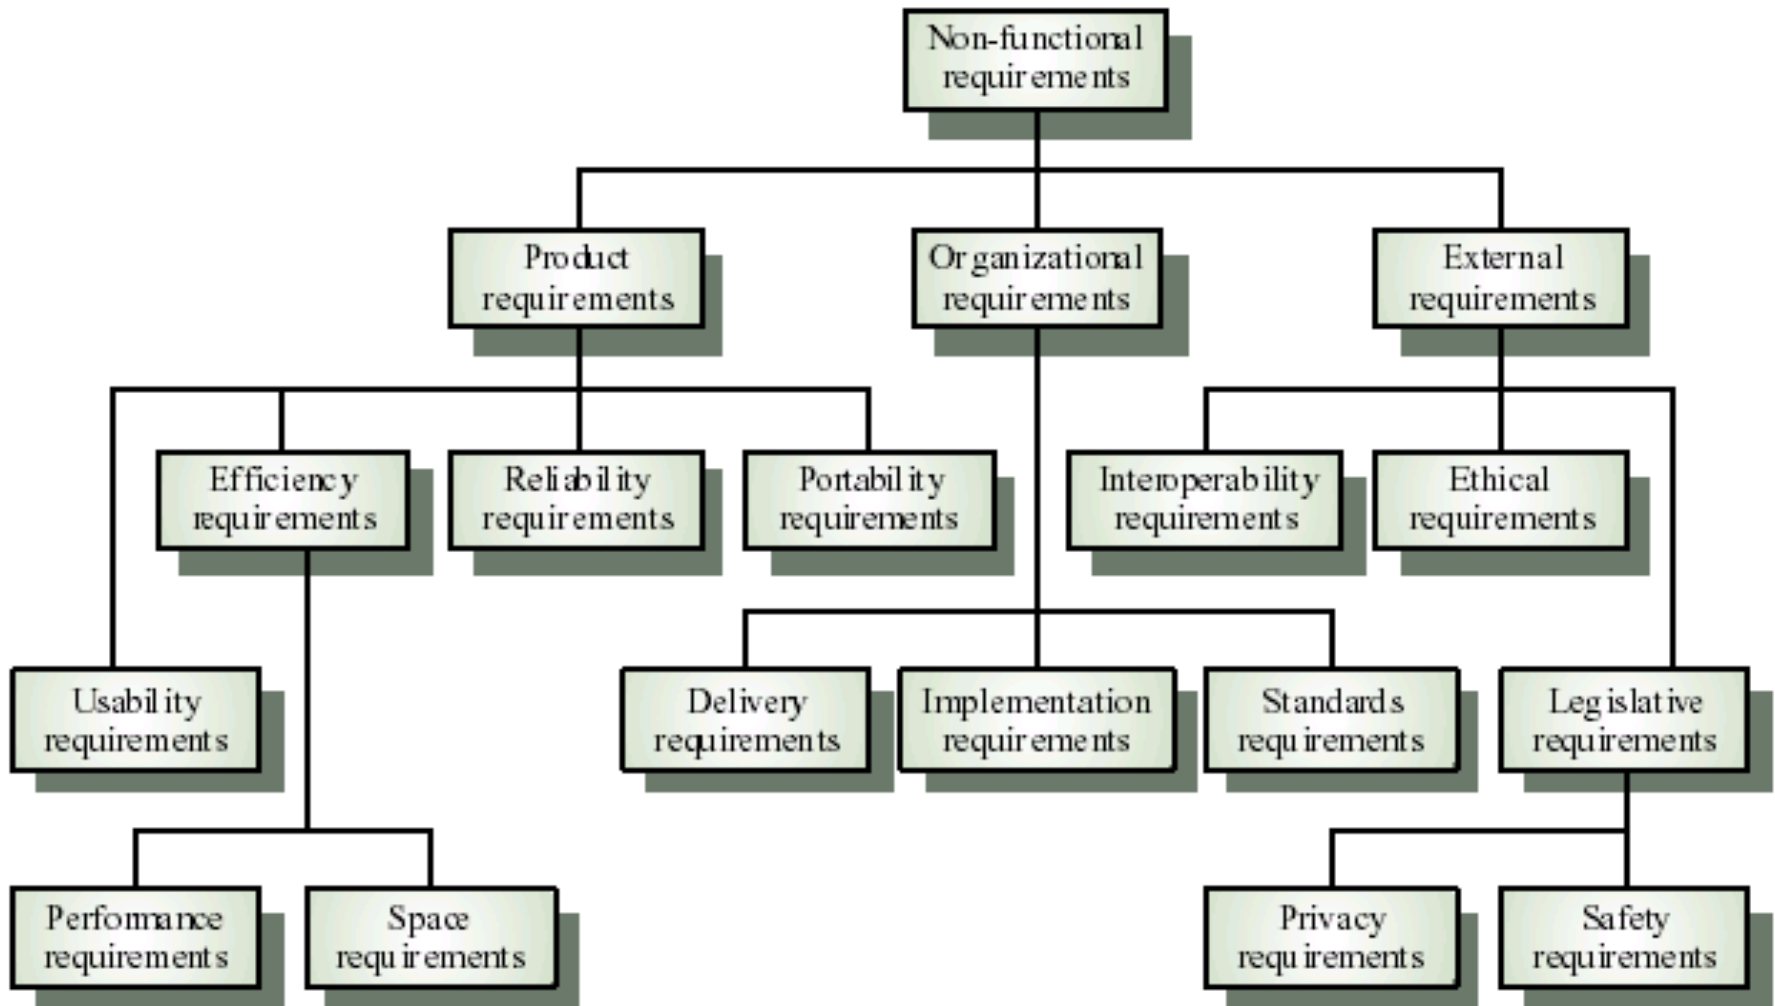 Non-functional
requirements
Product
requirements
Organizational
requirements
External
requirements
Efficiency
requirements
Reliability
requirements
Portability
requirements
Interoperability
requirements
Ethical
requirements
Usability
requirements
Delivery
requirements
Implementation
requirements
Standards
requirements
Legislative
requirements
Performance
requirements
Space
requirements
Privacy
requirements
Safety
requirements